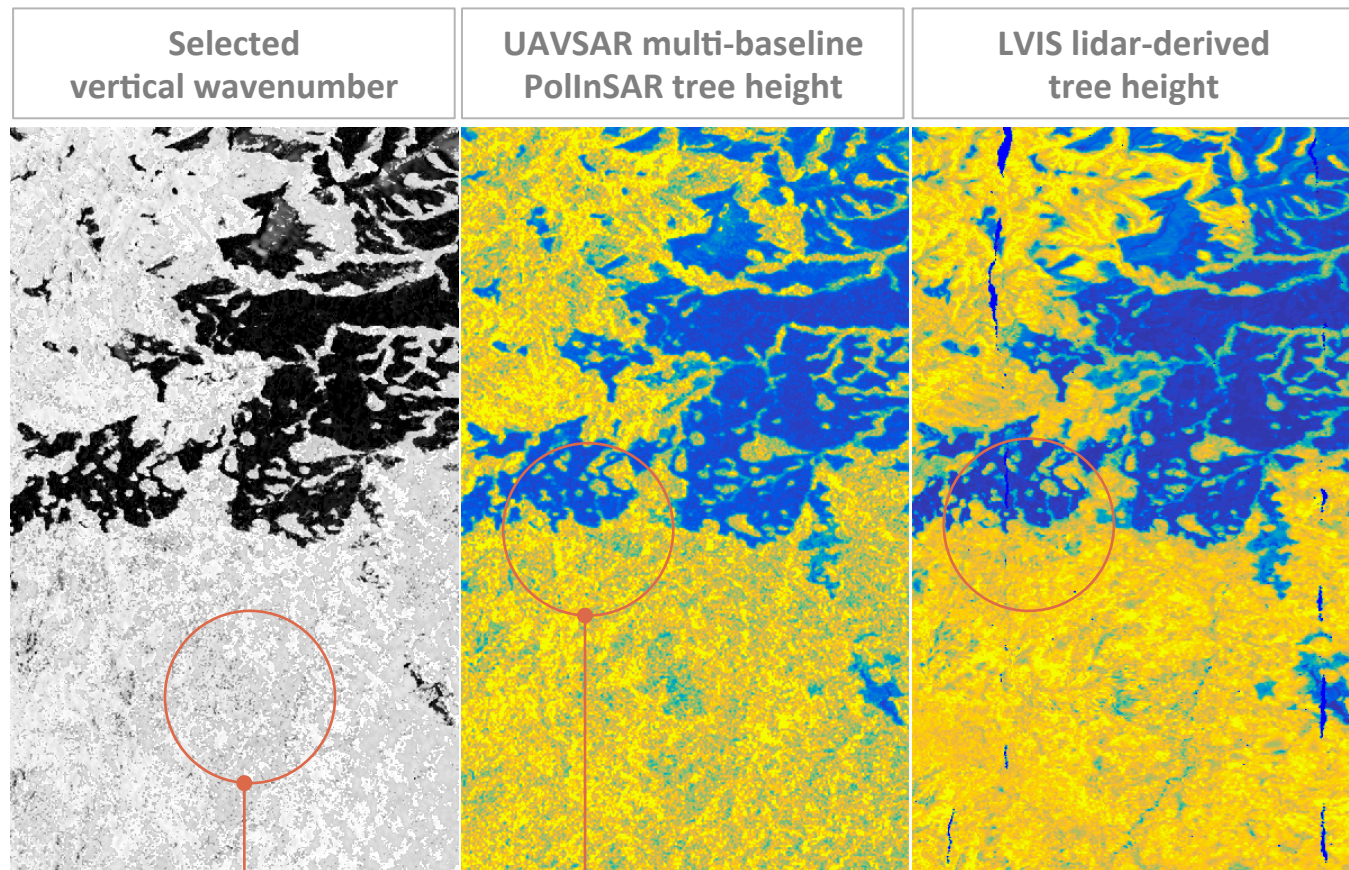 Selected
vertical wavenumber
UAVSAR multi-baseline
PolInSAR tree height
LVIS lidar-derived
tree height